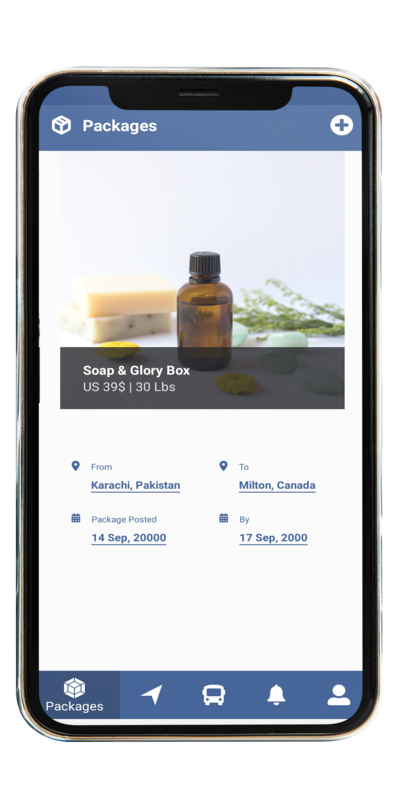 Packages
Soap & Glory Box
US 39$ | 30 Lbs
From
To
Karachi, Pakistan
Milton, Canada
Package Posted
By
14 Sep, 20000
17 Sep, 2000
Packages